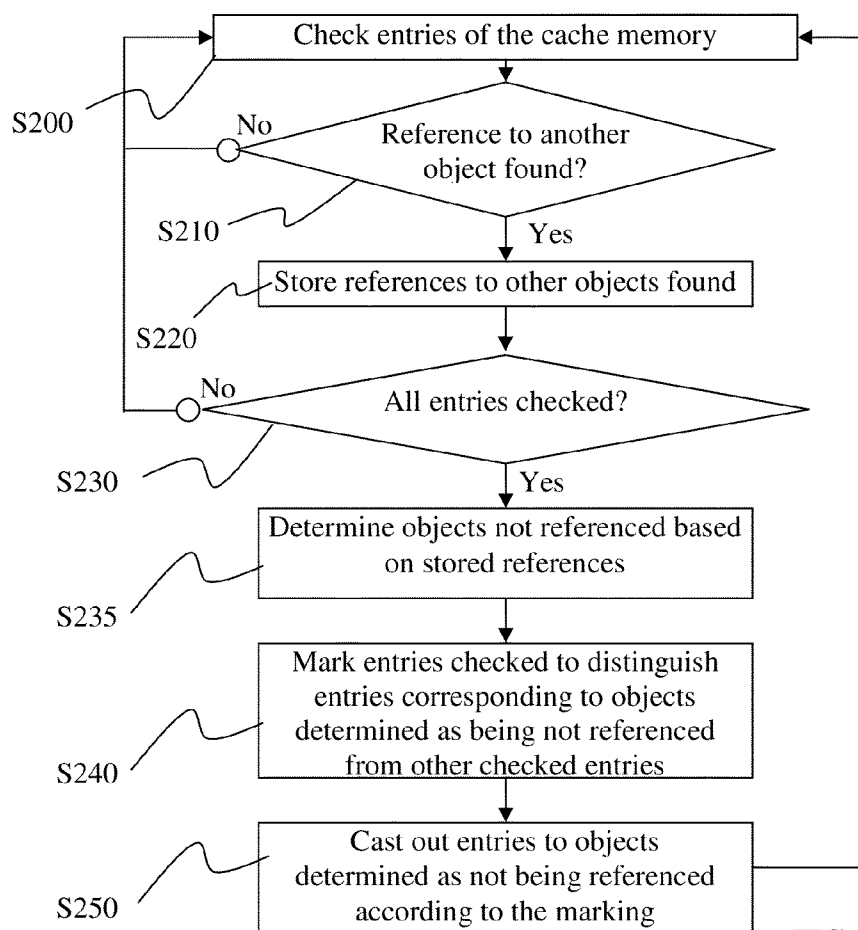 Check entries of the cache memory
S200
No
Reference to another
object found?
S210
Yes
Store references to other objects found
S220
No
All entries checked?
S230
Yes
Determine objects not referenced based
on stored references
S235
Mark entries checked to distinguish
entries corresponding to objects
determined as being not referenced
from other checked entries
S240
Cast out entries to objects
determined as not being referenced
according to the marking
S250